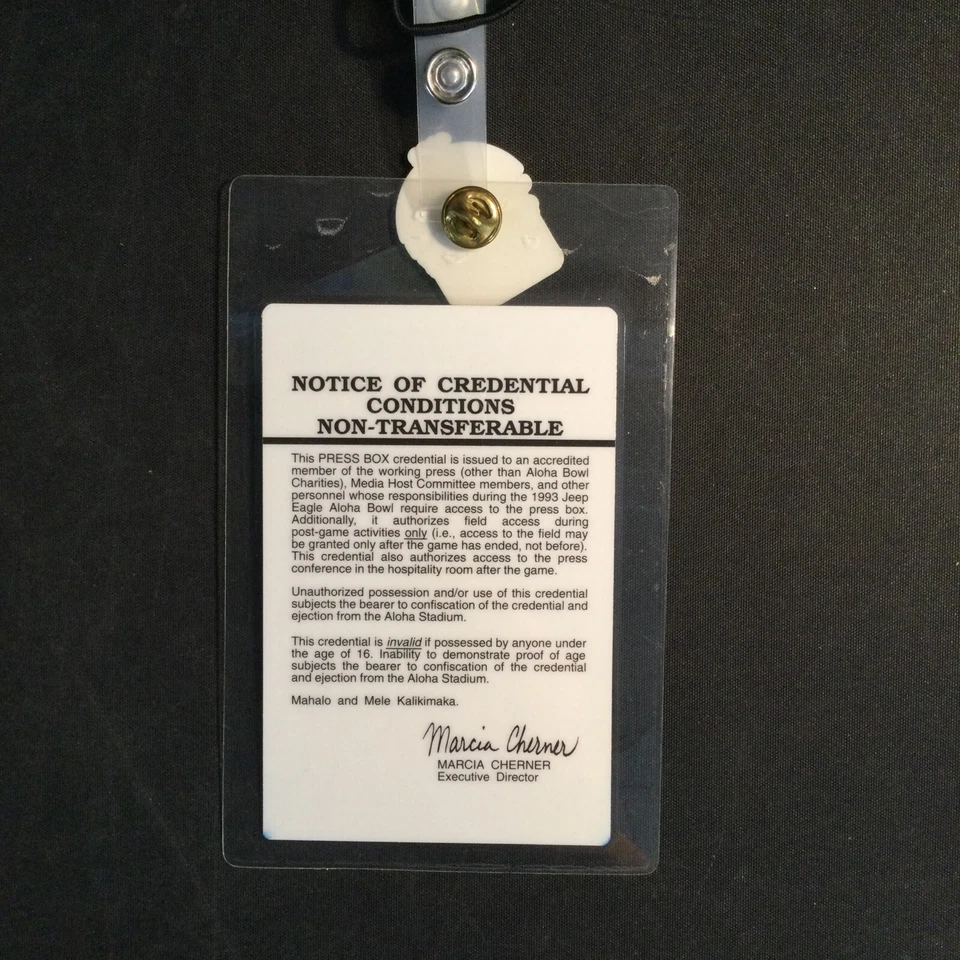 NOTICE OF CREDENTIAL
CONDITIONS
NON-TRANSFERABLE
This PRESS BOX credential is issued to an accredited
member of the working press (other than Aloha Bowl
Charities), Media Host Committee members, and other
personnel whose responsibilities during the 1993 Jeep
Eagle Aloha Bowl require access to the press box.
Additionally, it authorizes field access during
post-game activities only (i.e., access to the field may
be granted only after the game has ended, not before).
This credential also authorizes access to the press
conference in the hospitality room after the game.
Unauthorized possession and/or use of this credential
subjects the bearer to confiscation of the credential and
ejection from the Aloha Stadium.
This credential is invalid if possessed by anyone under
the age of 16. Inability to demonstrate proof of age
subjects the bearer to confiscation of the credential
and ejection from the Aloha Stadium.
Mahalo and Mele Kalikimaka.
Marcia Cherner
MARCIA CHERNER
Executive Director